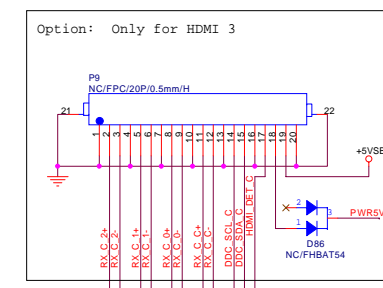 Option:  Only for HDMI 3
P9
NC/FPC/20P/0.5mm/H
21
22
1
2
3
4
5
6
7
8
9
10
11
12
13
14
15
16
17
18
19
20
+5VSB
RX_C_2+
RX_C_2-
RX_C_1+
RX_C_1-
RX_C_0+
RX_C_0-
RX_C_C+
RX_C_C-
DDC_SCL_C
DDC_SDA_C
HDMI_DET_C
2
1
3
PWR5V
D86
NC/FHBAT54